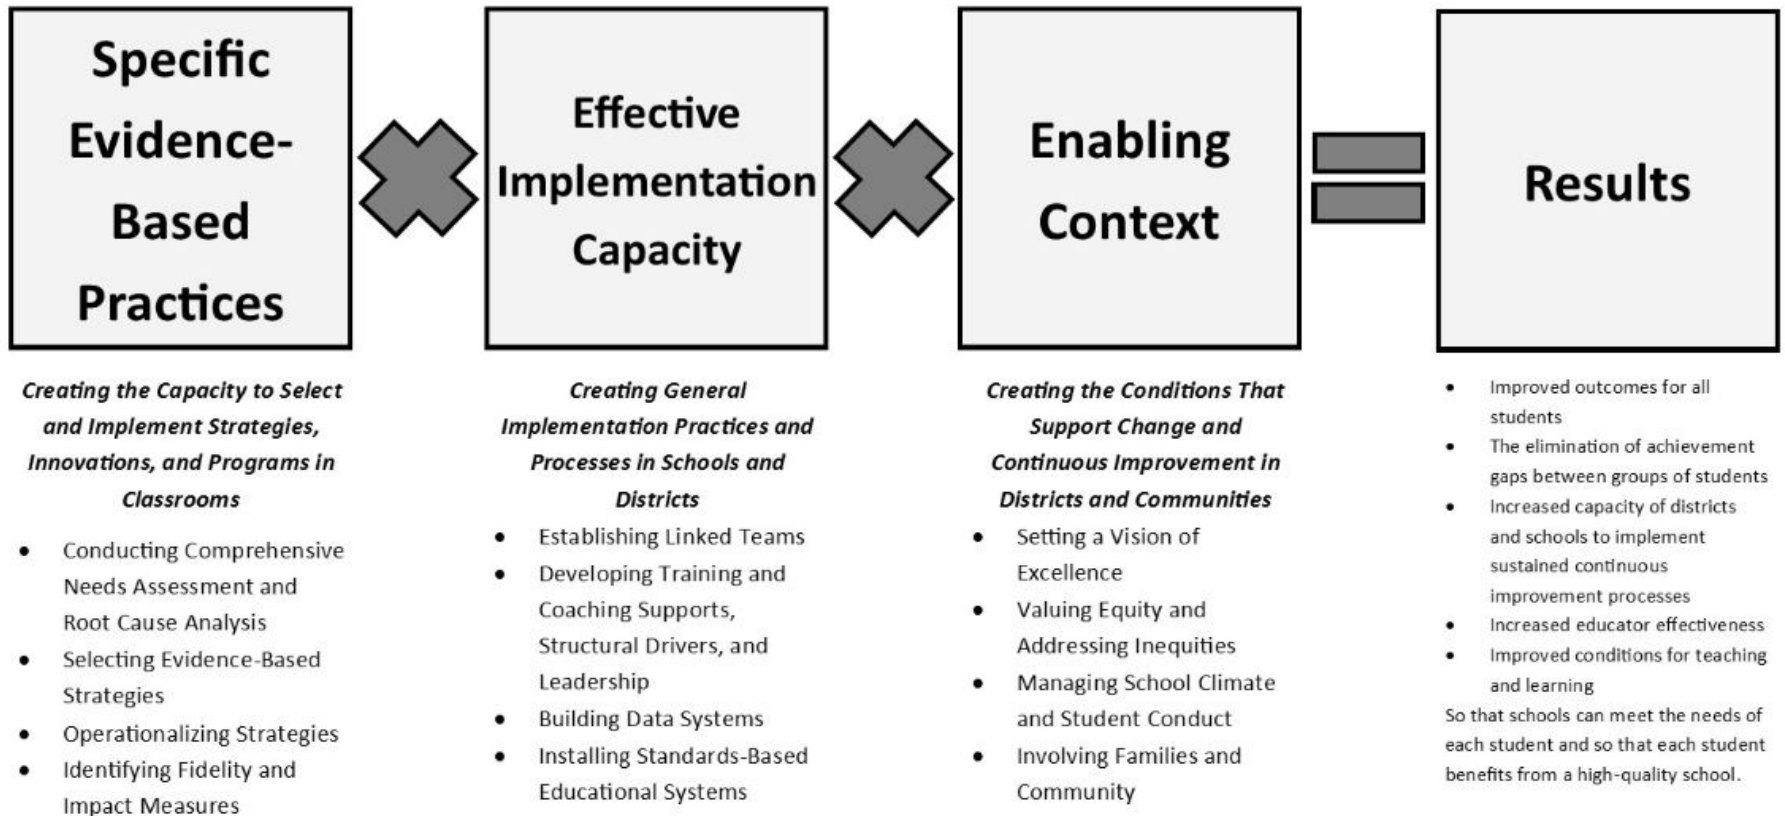 Specific
Evidence-
Based
Practices
Effective
Implementation
Capacity
Enabling
Context
Results
Creating the Capacity to Select
and Implement Strategies,
Innovations, and Programs in
Classrooms
• Conducting Comprehensive
Needs Assessment and
Root Cause Analysis
• Selecting Evidence-Based
Strategies
• Operationalizing Strategies
• Identifying Fidelity and
Impact Measures
Creating General
Implementation Practices and
Processes in Schools and
Districts
• Establishing Linked Teams
• Developing Training and
Coaching Supports,
Structural Drivers, and
Leadership
• Building Data Systems
• Installing Standards-Based
Educational Systems
Creating the Conditions That
Support Change and
Continuous Improvement in
Districts and Communities
• Setting a Vision of
Excellence
• Valuing Equity and
Addressing Inequities
• Managing School Climate
and Student Conduct
• Involving Families and
Community
• Improved outcomes for all
students
• The elimination of achievement
gaps between groups of students
• Increased capacity of districts
and schools to implement
sustained continuous
improvement processes
• Increased educator effectiveness
• Improved conditions for teaching
and learning
So that schools can meet the needs of
each student and so that each student
benefits from a high-quality school.